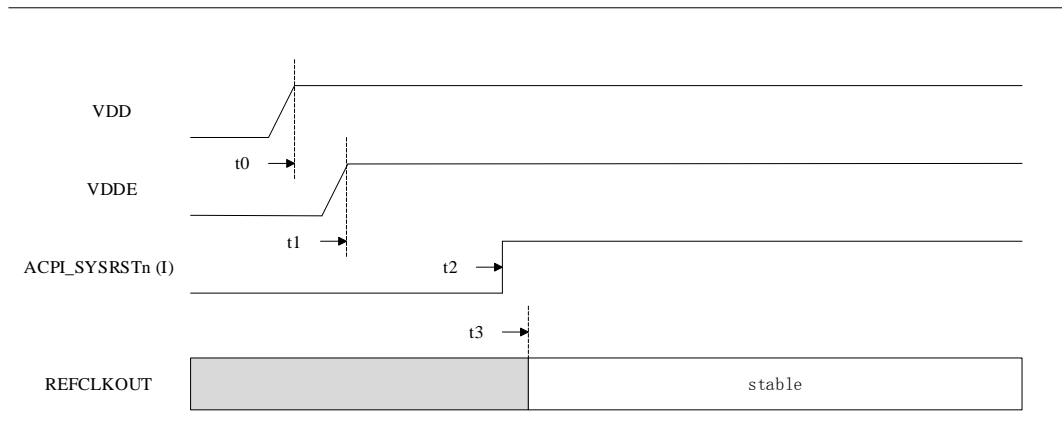 VDD
t0
VDDE
t1
ACPI_SYSRSTn (I)
t2
t3
REFCLKOUT
stable